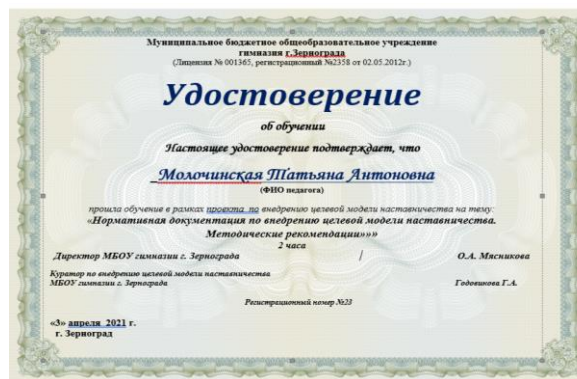 Муниципальное бюджетное общеобразовательное учреждение
гимназия г.Зернограда
(Лицензия № 001365, регистрационный №2358 от 02.05.2012г.)
Удостоверение
об обучении
Настоящее удостоверение подтверждает, что
_Молочинская Татьяна Антоновна
(ФИО педагога)
прошла обучение в рамках проекта по внедрению целевой модели наставничества на тему:
«Нормативная документация по внедрению целевой модели наставничества.
Методические рекомендации»»»
2 часа
Директор МБОУ гимназии г. Зернограда / О.А. Мясникова
Куратор по внедрению целевой модели наставничества
МБОУ гимназии г. Зернограда Годовикова Г.А.
Регистрационный номер №23
«3» апреля 2021 г.
г. Зерноград